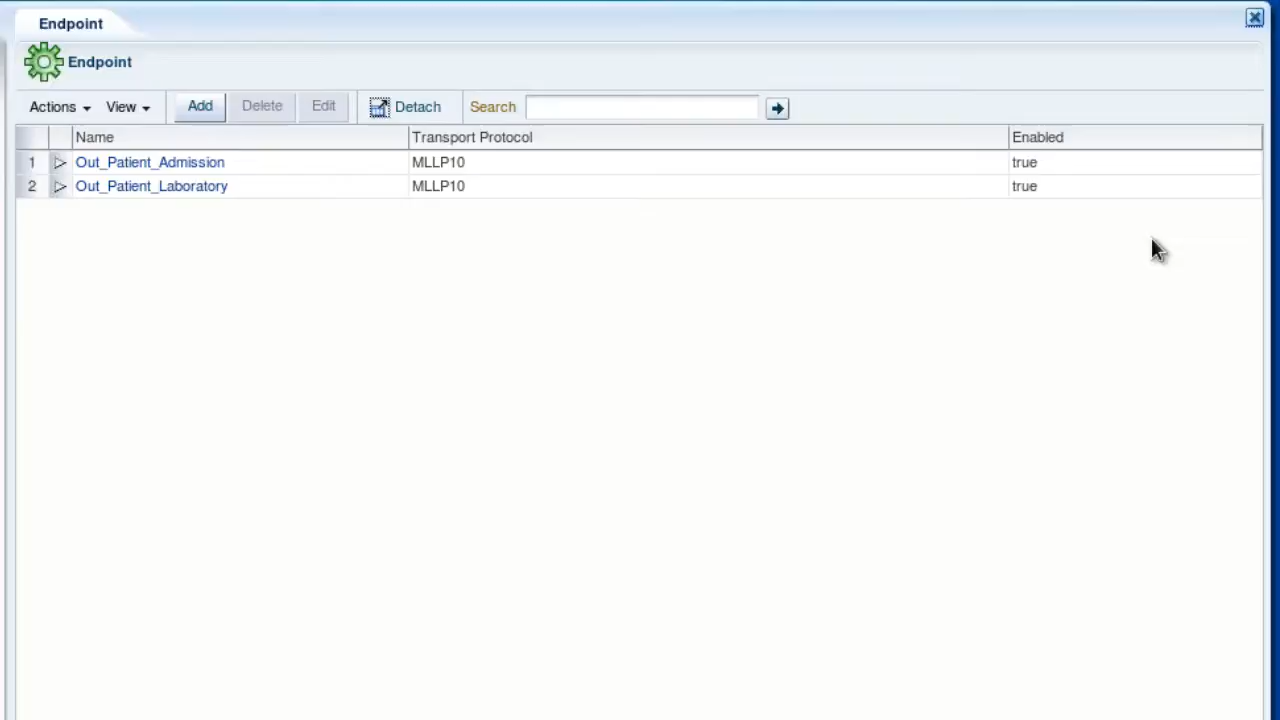 Endpoint
Endpoint
Actions View Add Delete Edit Detach Search
Name Transport Protocol Enabled
1 Out_Patient_Admission MLLP10 true
2 Out_Patient_Laboratory MLLP10 true